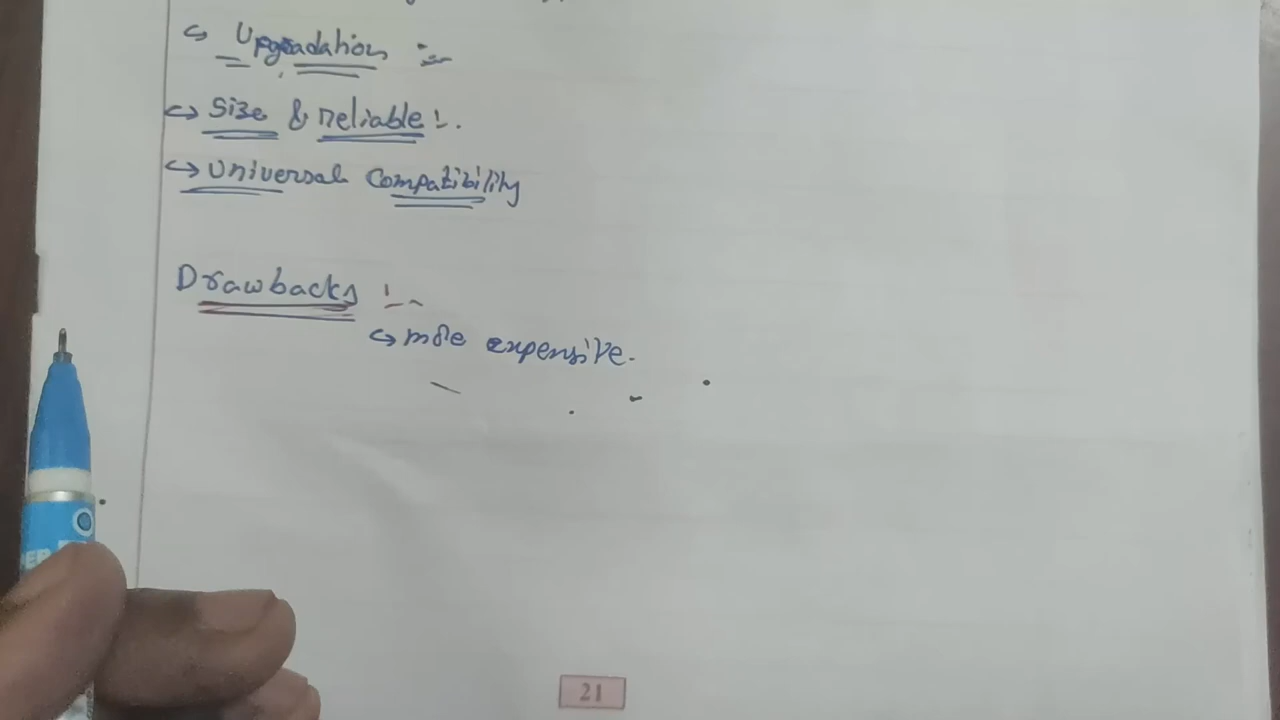 ↪ Upgradation :-
↪ Size & reliable :-
↪ Universal Compatibility
Drawbacks :-
↪ more expensive.
21